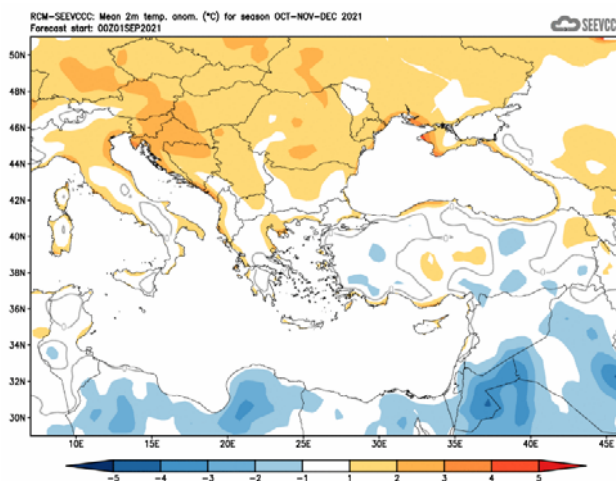 RCM-SEEVCCC: Mean 2m temp. anom. (°C) for season OCT-NOV-DEC 2021
Forecast start: 00Z01SEP2021
SEEVCCC
50N
48N
46N
44N
42N
40N
38N
36N
34N
32N
30N
10E 15E 20E 25E 30E 35E 40E 45E
-5 -4 -3 -2 -1 1 2 3 4 5